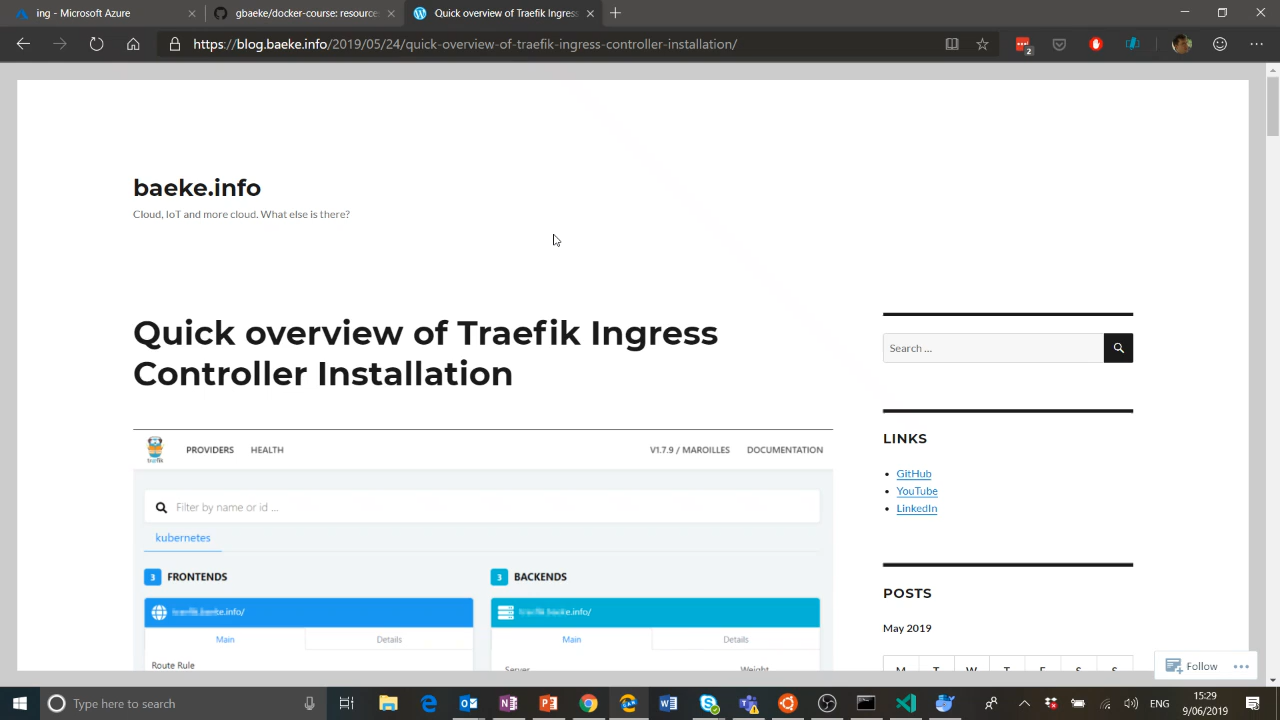 ing - Microsoft Azure
gbaeke/docker-course: resource
Quick overview of Traefik Ingress
https://blog.baeke.info/2019/05/24/quick-overview-of-traefik-ingress-controller-installation/
2
baeke.info
Cloud, IoT and more cloud. What else is there?
Quick overview of Traefik Ingress
Controller Installation
træfik
PROVIDERS
HEALTH
V1.7.9 / MAROILLES
DOCUMENTATION
Filter by name or id ...
kubernetes
3 FRONTENDS
3 BACKENDS
Main
Details
Main
Details
Route Rule
Server
Weight
Search …
LINKS
GitHub
YouTube
LinkedIn
POSTS
May 2019
M T W T F S S
Follow
Type here to search
ENG
15:29
9/06/2019